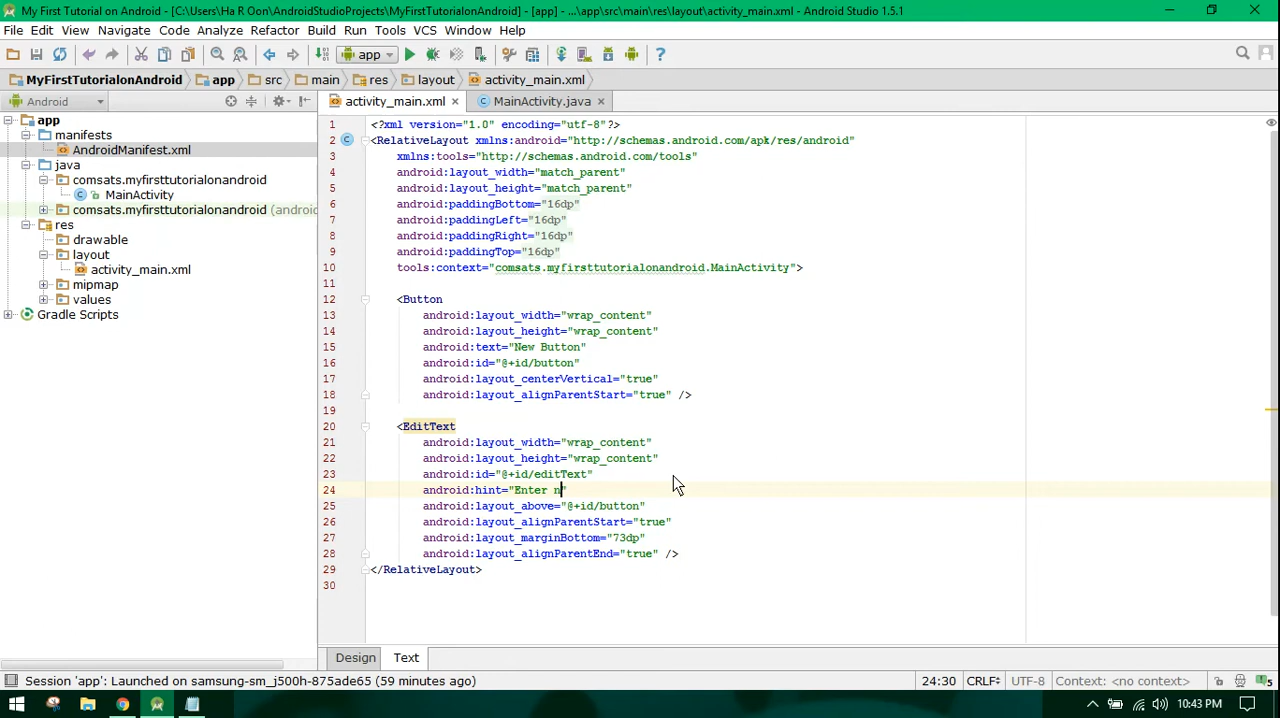 My First Tutorial on Android - [C:\Users\Ha R Oon\AndroidStudioProjects\MyFirstTutorialonAndroid] - [app] - ...\app\src\main\res\layout\activity_main.xml - Android Studio 1.5.1
File Edit View Navigate Code Analyze Refactor Build Run Tools VCS Window Help
app
MyFirstTutorialonAndroid app src main res layout activity_main.xml
Android
activity_main.xml MainActivity.java
app
manifests
AndroidManifest.xml
java
comsats.myfirsttutorialonandroid
MainActivity
comsats.myfirsttutorialonandroid (android
res
drawable
layout
activity_main.xml
mipmap
values
Gradle Scripts
1 <?xml version="1.0" encoding="utf-8"?>
2 <RelativeLayout xmlns:android="http://schemas.android.com/apk/res/android"
3 xmlns:tools="http://schemas.android.com/tools"
4 android:layout_width="match_parent"
5 android:layout_height="match_parent"
6 android:paddingBottom="16dp"
7 android:paddingLeft="16dp"
8 android:paddingRight="16dp"
9 android:paddingTop="16dp"
10 tools:context="comsats.myfirsttutorialonandroid.MainActivity">
11
12 <Button
13 android:layout_width="wrap_content"
14 android:layout_height="wrap_content"
15 android:text="New Button"
16 android:id="@+id/button"
17 android:layout_centerVertical="true"
18 android:layout_alignParentStart="true" />
19
20 <EditText
21 android:layout_width="wrap_content"
22 android:layout_height="wrap_content"
23 android:id="@+id/editText"
24 android:hint="Enter n"
25 android:layout_above="@+id/button"
26 android:layout_alignParentStart="true"
27 android:layout_marginBottom="73dp"
28 android:layout_alignParentEnd="true" />
29 </RelativeLayout>
30
Design Text
Session 'app': Launched on samsung-sm_j500h-875ade65 (59 minutes ago) 24:30 CRLF UTF-8 Context: <no context> 5
10:43 PM